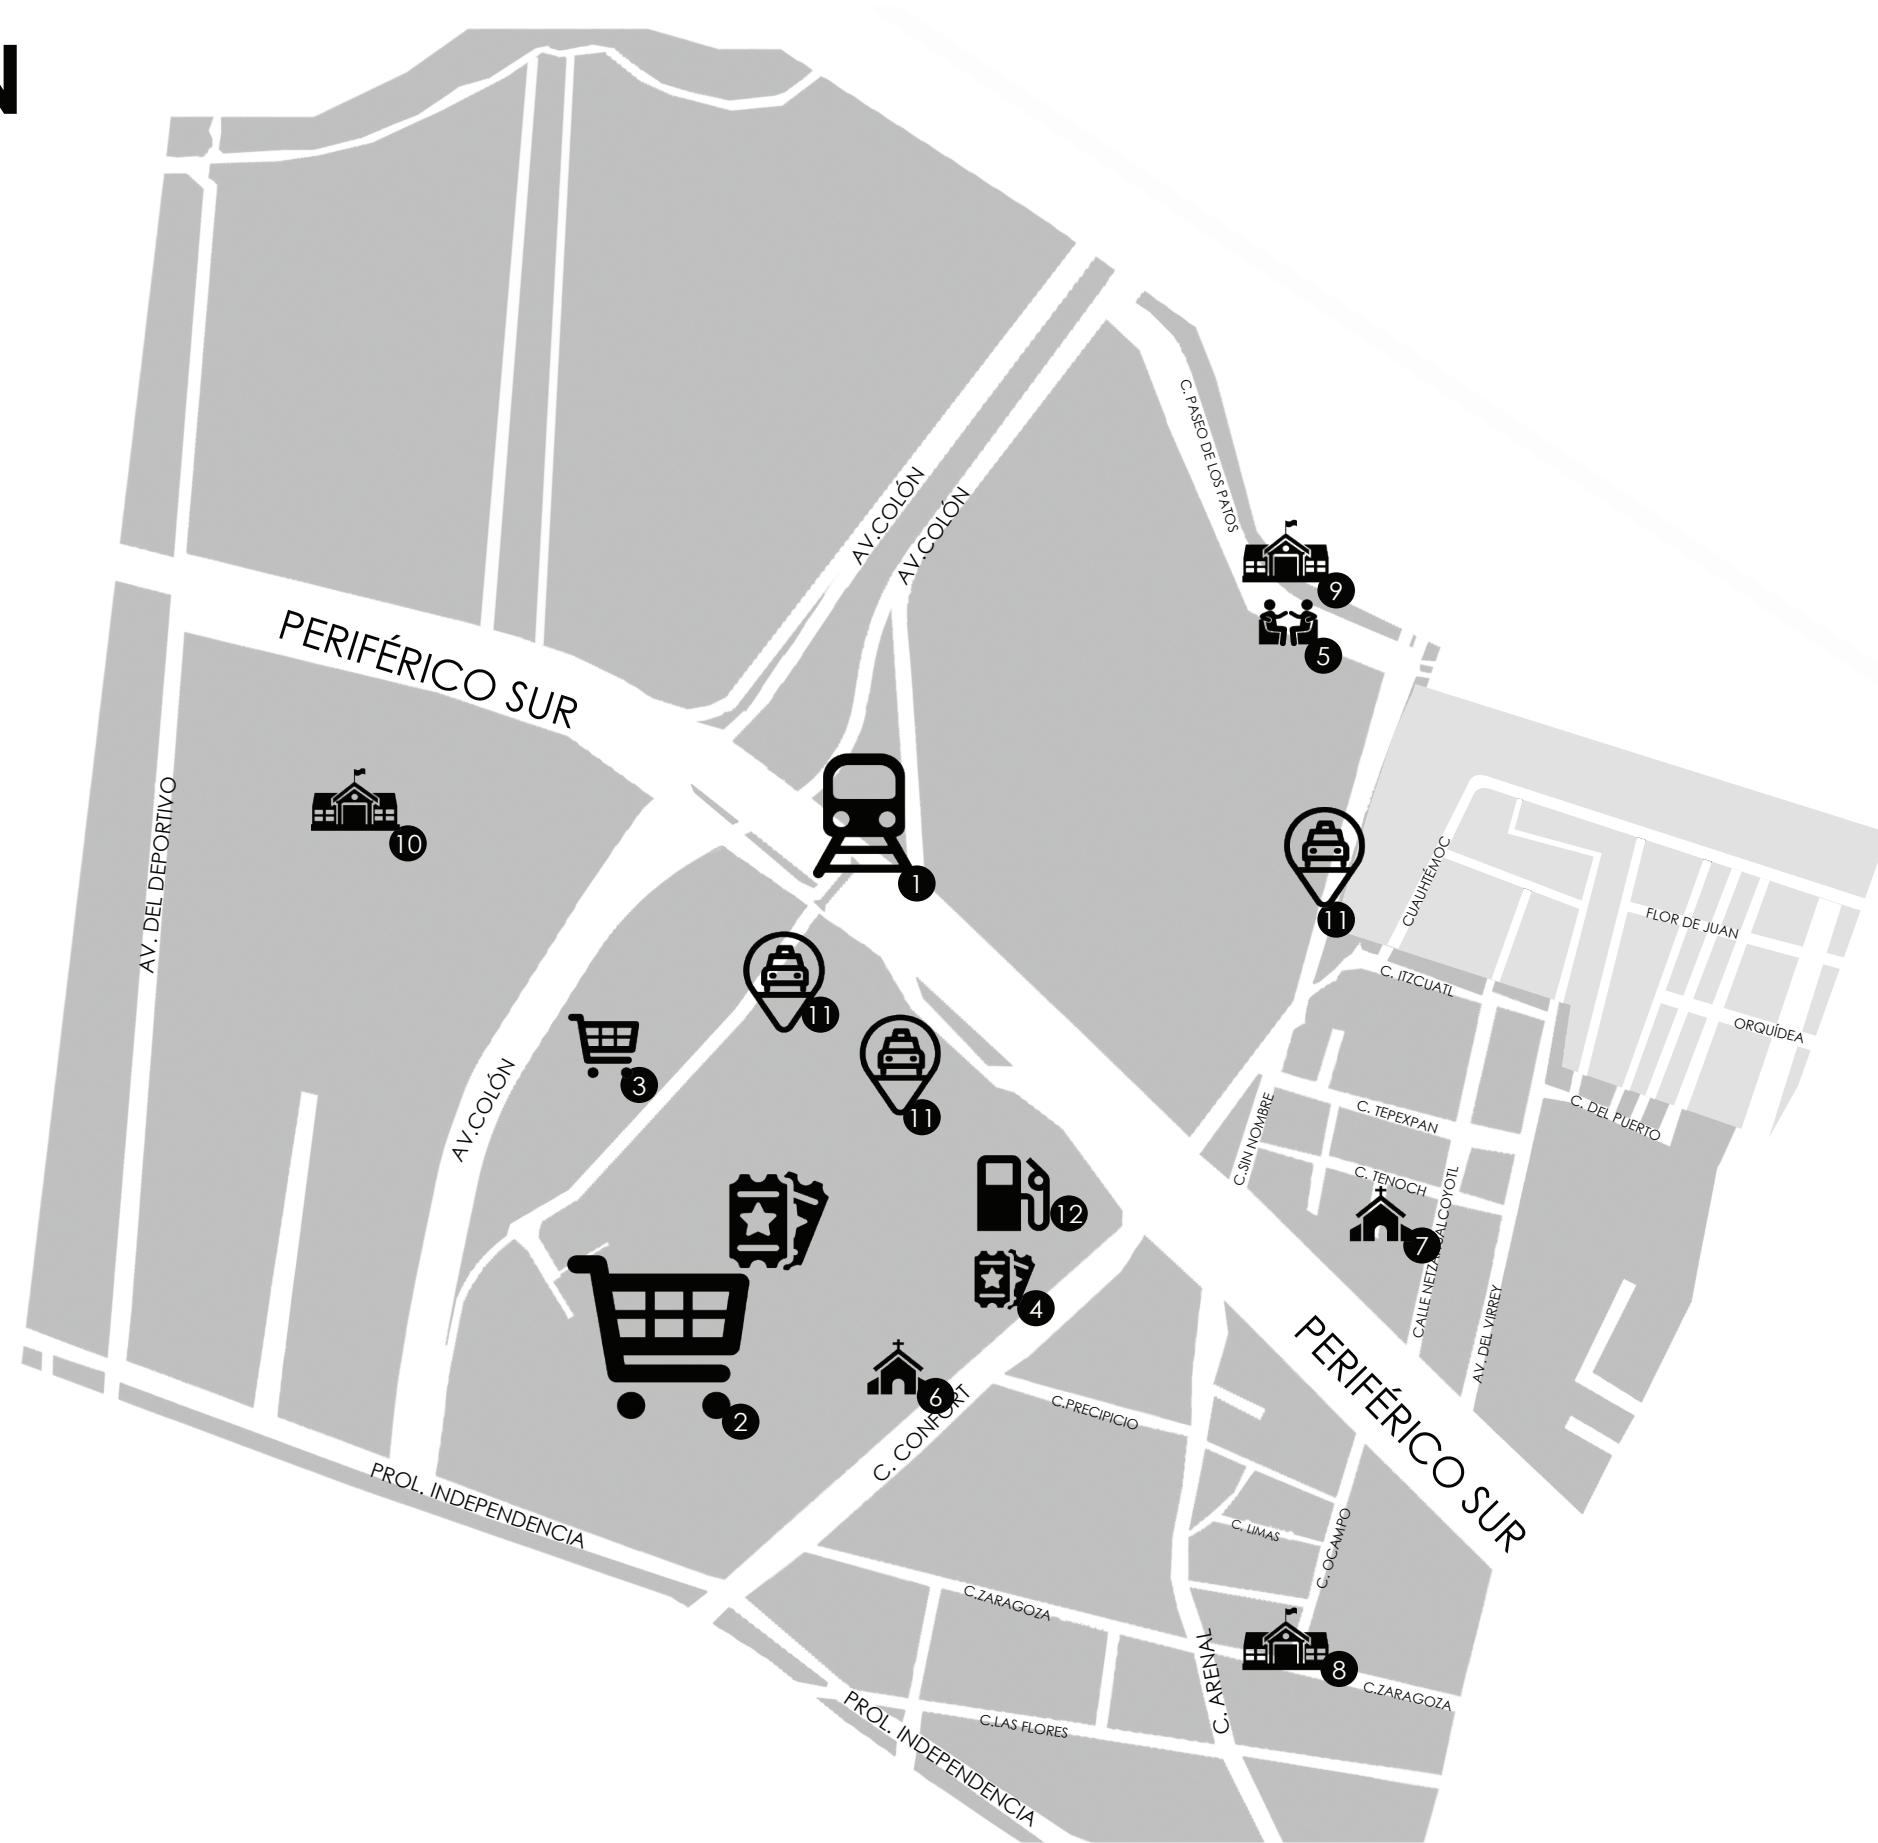 N
AV.COLÓN
AV.COLÓN
C. PASEO DE LOS PATOS
9
5
PERIFÉRICO SUR
10
AV. DEL DEPORTIVO
1
11
CUAUHTÉMOC
FLOR DE JUAN
C. ITZCUATL
ORQUÍDEA
11
3
11
AV.COLÓN
C.SIN NOMBRE
C. TEPEXPAN
C. DEL PUERTO
C. TENOCH
12
7
AV. DEL VIRREY
4
PERIFÉRICO SUR
6
2
C. CONFORT
C.PRECIPICIO
PROL. INDEPENDENCIA
C. LIMAS
C. OCAMPO
C.ZARAGOZA
8
C.ZARAGOZA
C. ARENAL
C.LAS FLORES
PROL. INDEPENDENCIA